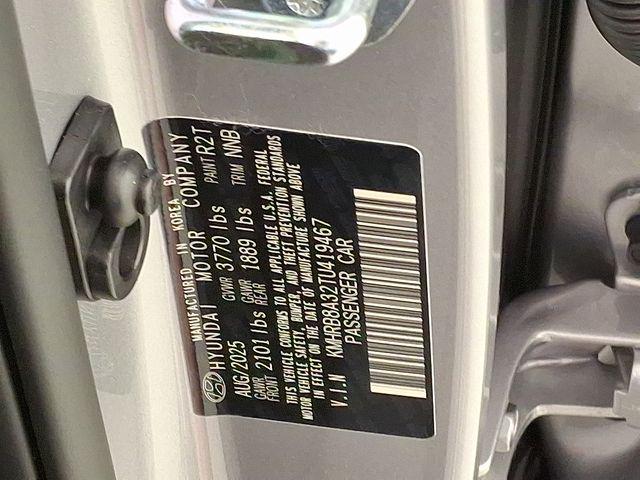 MANUFACTURED IN KOREA BY
HYUNDAI MOTOR COMPANY
AUG/2025 GVWR 3770 lbs PAINT R2T
GAWR FRONT 2101 lbs GAWR REAR 1889 lbs TRIM NNB
THIS VEHICLE CONFORMS TO ALL APPLICABLE U.S.A. FEDERAL
MOTOR VEHICLE SAFETY, BUMPER, AND THEFT PREVENTION STANDARDS
IN EFFECT ON THE DATE OF MANUFACTURE SHOWN ABOVE
V.I.N KMHRB8A32TU419467
PASSENGER CAR